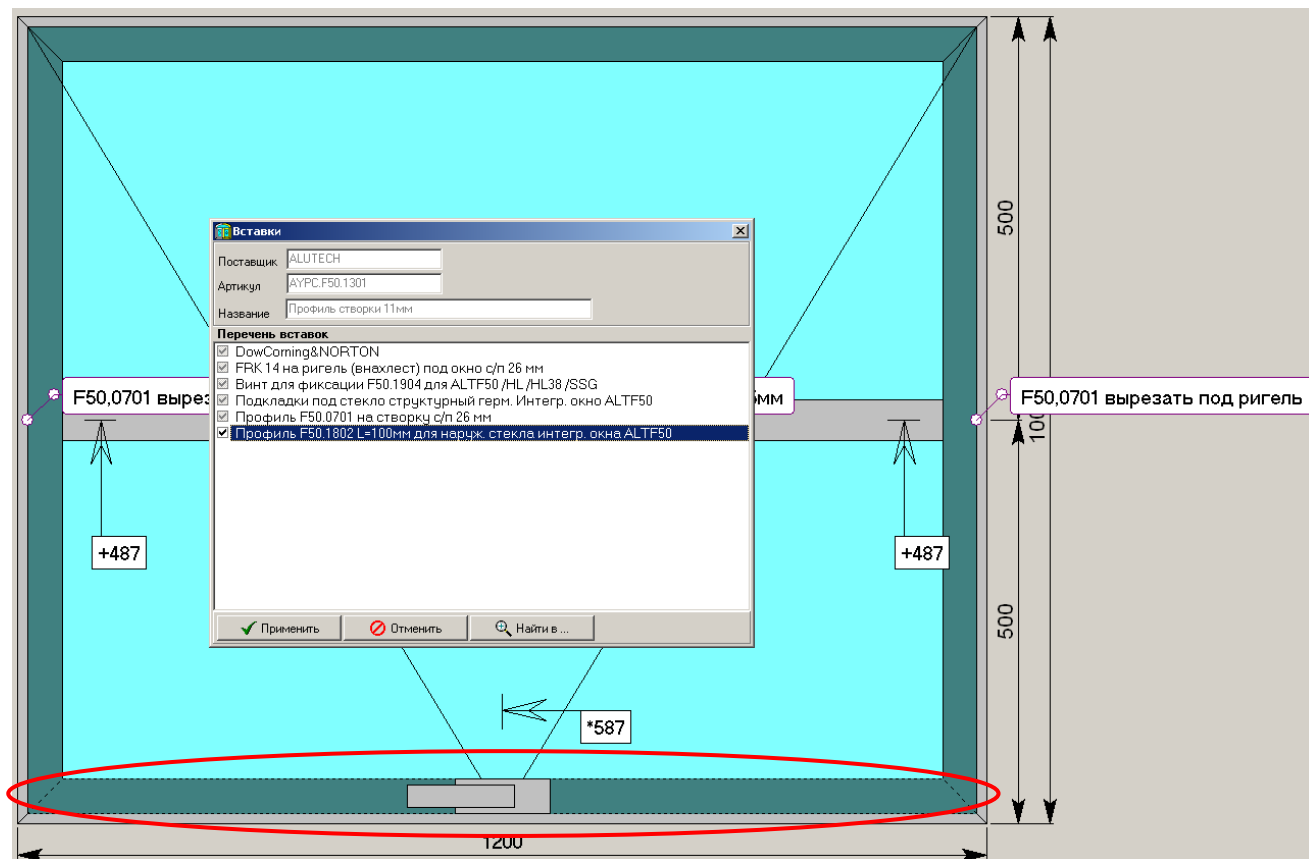 500
Вставки
Поставщик ALUTECH
Артикул AYPC.F50.1301
Название Профиль створки 11мм
Перечень вставок
DowCorning&NORTON
FRK 14 на ригель (внахлест) под окно с/п 26 мм
Винт для фиксации F50.1904 для ALTF50 /HL /HL38 /SSG
Подкладки под стекло структурный герм. Интегр. окно ALTF50
Профиль F50.0701 на створку с/п 26 мм
Профиль F50.1802 L=100мм для наруж. стекла интегр. окна ALTF50
F50,0701 вырез
мм
F50,0701 вырезать под ригель
100
+487
+487
Применить Отменить Найти в ...
500
*587
1200